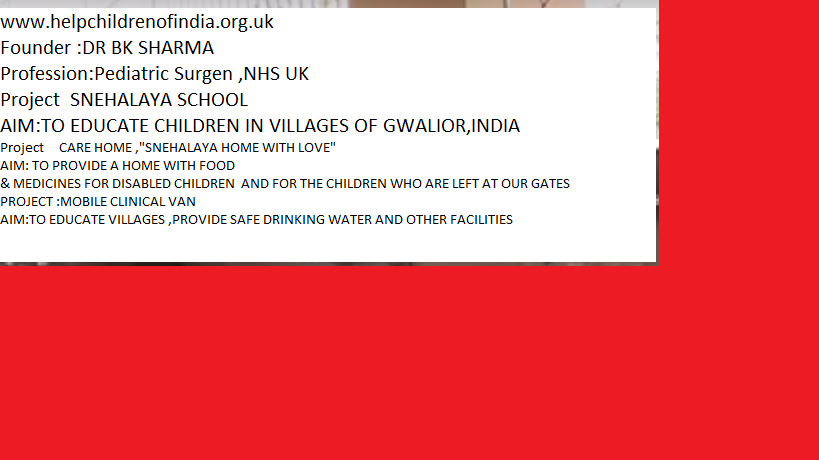 www.helpchildrenofindia.org.uk
Founder :DR BK SHARMA
Profession:Pediatric Surgen ,NHS UK
Project  SNEHALAYA SCHOOL
AIM:TO EDUCATE CHILDREN IN VILLAGES OF GWALIOR,INDIA
Project    CARE HOME ,"SNEHALAYA HOME WITH LOVE"
AIM: TO PROVIDE A HOME WITH FOOD
& MEDICINES FOR DISABLED CHILDREN  AND FOR THE CHILDREN WHO ARE LEFT AT OUR GATES
PROJECT :MOBILE CLINICAL VAN
AIM:TO EDUCATE VILLAGES ,PROVIDE SAFE DRINKING WATER AND OTHER FACILITIES